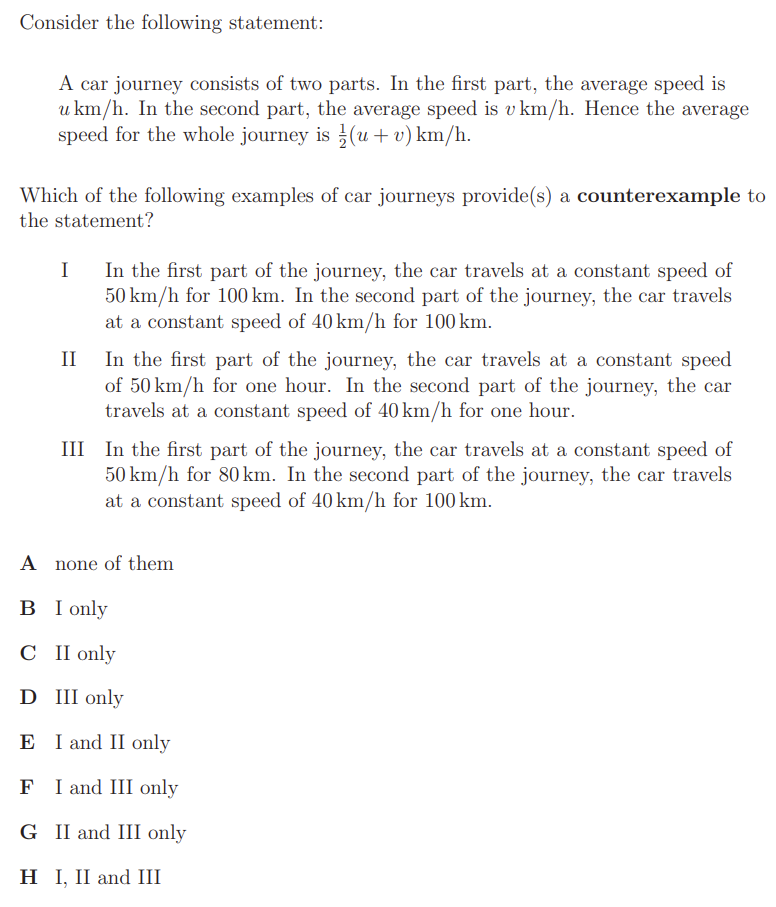 Consider the following statement:
A car journey consists of two parts. In the first part, the average speed is
u km/h. In the second part, the average speed is v km/h. Hence the average
speed for the whole journey is ½(u + v) km/h.
Which of the following examples of car journeys provide(s) a counterexample to
the statement?
I In the first part of the journey, the car travels at a constant speed of
50 km/h for 100 km. In the second part of the journey, the car travels
at a constant speed of 40 km/h for 100 km.
II In the first part of the journey, the car travels at a constant speed
of 50 km/h for one hour. In the second part of the journey, the car
travels at a constant speed of 40 km/h for one hour.
III In the first part of the journey, the car travels at a constant speed of
50 km/h for 80 km. In the second part of the journey, the car travels
at a constant speed of 40 km/h for 100 km.
A none of them
B I only
C II only
D III only
E I and II only
F I and III only
G II and III only
H I, II and III